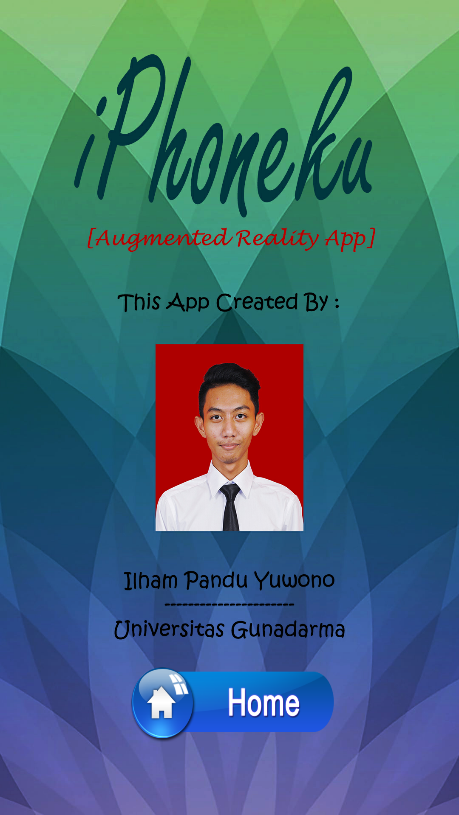 iPhoneku
[Augmented Reality App]
This App Created By :
Ilham Pandu Yuwono
----------------------
Universitas Gunadarma
Home